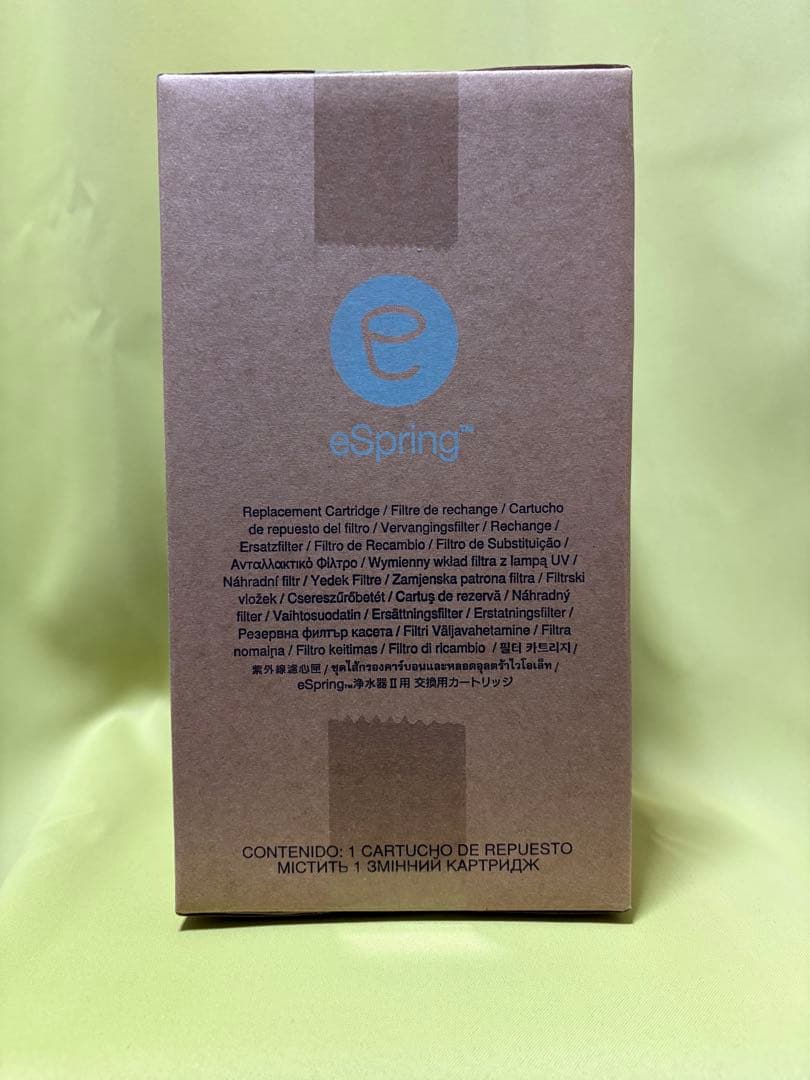 eSpring™
Replacement Cartridge / Filtre de rechange / Cartucho
de repuesto del filtro / Vervangingsfilter / Rechange /
Ersatzfilter / Filtro de Recambio / Filtro de Substituição /
Ανταλλακτικό Φίλτρο / Wymienny wkład filtra z lampą UV /
Náhradní filtr / Yedek Filtre / Zamjenska patrona filtra / Filtrski
vložek / Csereszűrőbetét / Cartuş de rezervă / Náhradný
filter / Vaihtosuodatin / Ersättningsfilter / Erstatningsfilter /
Резервна филтър касета / Filtri Väljavahetamine / Filtra
nomaiņa / Filtro keitimas / Filtro di ricambio / 필터 카트리지 /
紫外線濾心匣 / ชุดไส้กรองคาร์บอนและหลอดอุลตร้าไวโอเล็ท /
eSpring™浄水器Ⅱ用 交換用カートリッジ
CONTENIDO: 1 CARTUCHO DE REPUESTO
МІСТИТЬ 1 ЗМІННИЙ КАРТРИДЖ